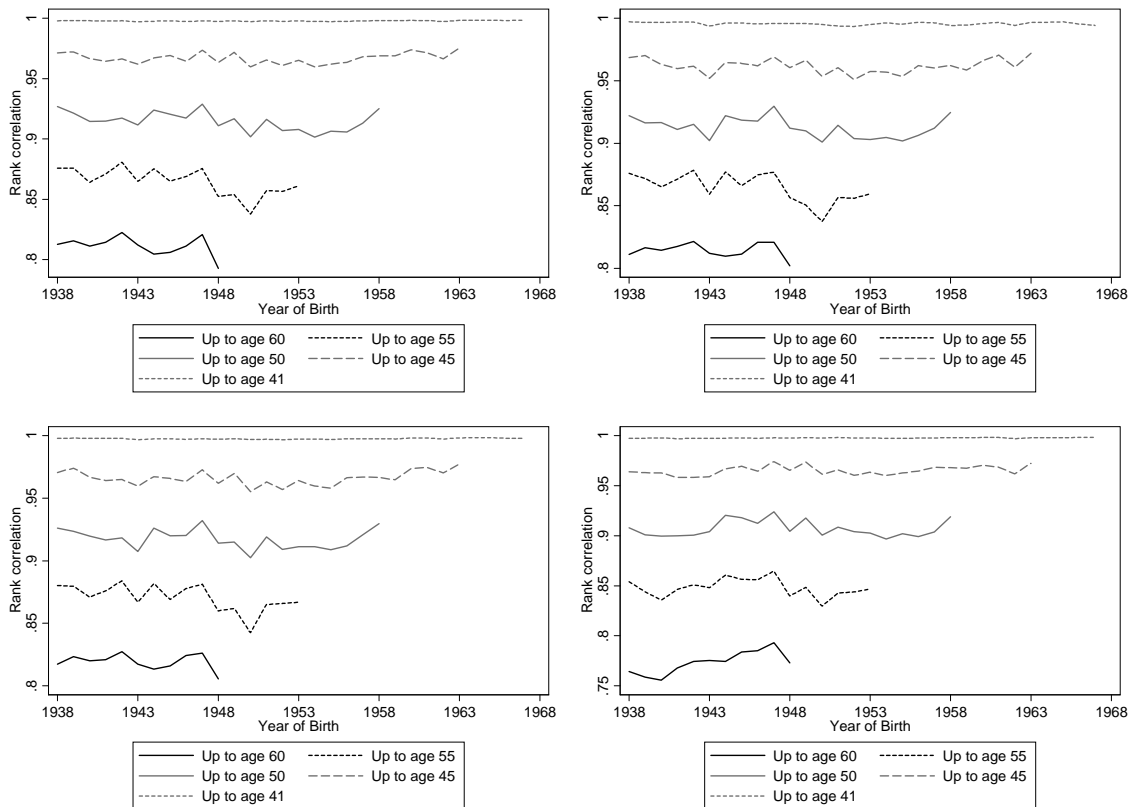 Rank correlation
1
.95
.9
.85
.8
1938 1943 1948 1953 1958 1963 1968
Year of Birth
Up to age 60 Up to age 55
Up to age 50 Up to age 45
Up to age 41
Rank correlation
1
.95
.9
.85
.8
1938 1943 1948 1953 1958 1963 1968
Year of Birth
Up to age 60 Up to age 55
Up to age 50 Up to age 45
Up to age 41
Rank correlation
1
.95
.9
.85
.8
1938 1943 1948 1953 1958 1963 1968
Year of Birth
Up to age 60 Up to age 55
Up to age 50 Up to age 45
Up to age 41
Rank correlation
1
.95
.9
.85
.8
.75
1938 1943 1948 1953 1958 1963 1968
Year of Birth
Up to age 60 Up to age 55
Up to age 50 Up to age 45
Up to age 41